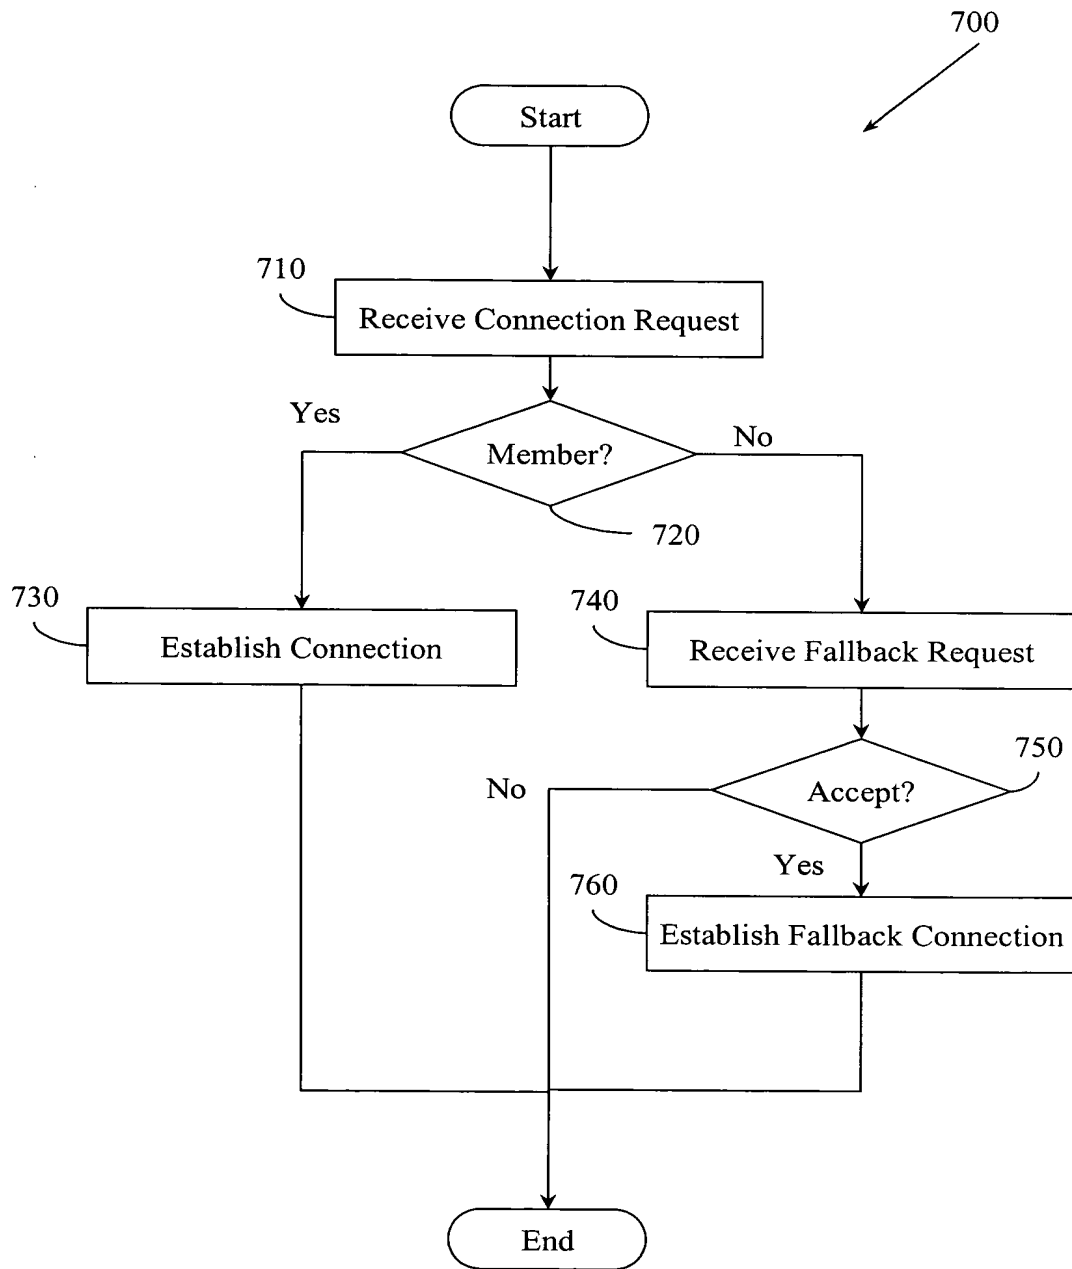 700
Start
710
Receive Connection Request
Yes
Member?
No
720
730
Establish Connection
740
Receive Fallback Request
750
No
Accept?
Yes
760
Establish Fallback Connection
End